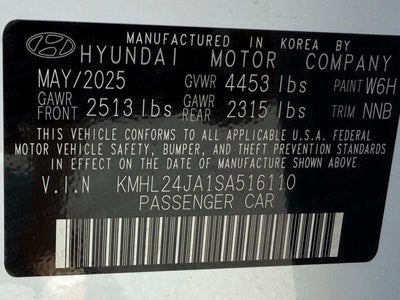 MANUFACTURED IN KOREA BY
HYUNDAI MOTOR COMPANY
MAY/2025 GVWR 4453 lbs PAINT W6H
GAWR FRONT 2513 lbs GAWR REAR 2315 lbs TRIM NNB
THIS VEHICLE CONFORMS TO ALL APPLICABLE U.S.A. FEDERAL
MOTOR VEHICLE SAFETY, BUMPER, AND THEFT PREVENTION STANDARDS
IN EFFECT ON THE DATE OF MANUFACTURE SHOWN ABOVE.
V.I.N KMHL24JA1SA516110
PASSENGER CAR